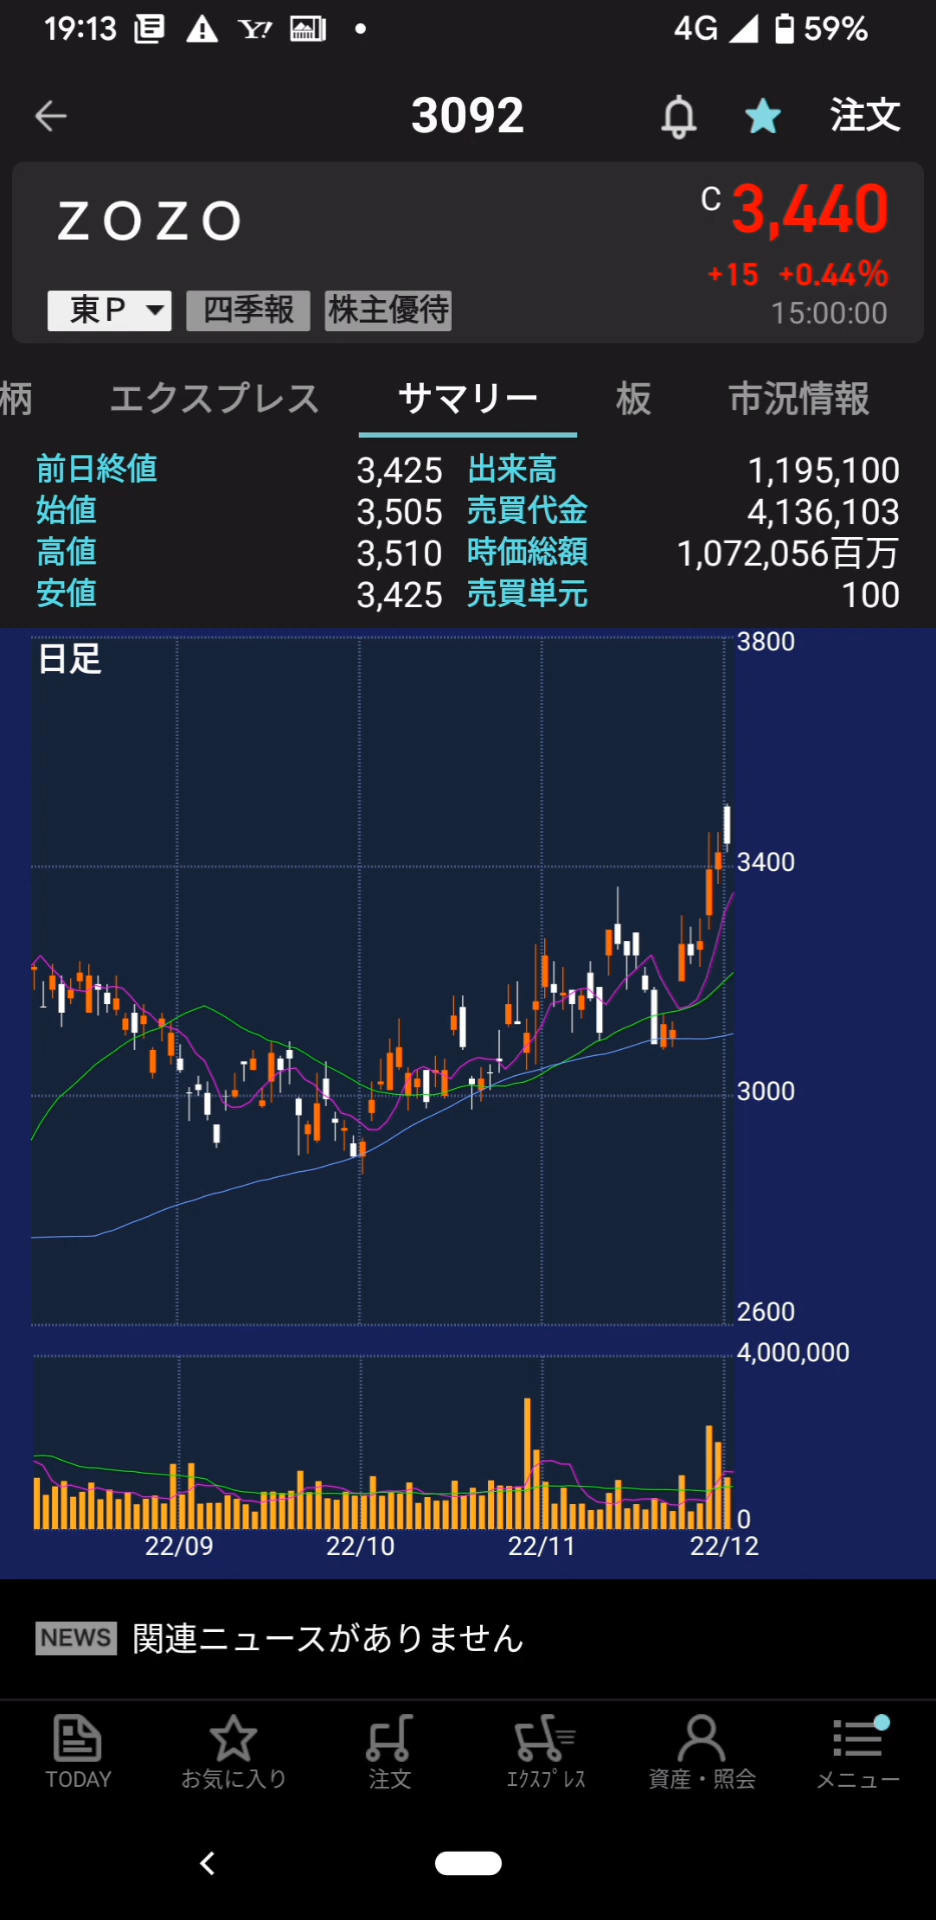 19:13 4G 59%
3092 注文
ZOZO C 3,440
+15 +0.44%
東P 四季報 株主優待 15:00:00
柄 エクスプレス サマリー 板 市況情報
前日終値 3,425 出来高 1,195,100
始値 3,505 売買代金 4,136,103
高値 3,510 時価総額 1,072,056百万
安値 3,425 売買単元 100
日足
3800
3400
3000
2600
4,000,000
0
22/09 22/10 22/11 22/12
NEWS 関連ニュースがありません
TODAY お気に入り 注文 ｴｸｽﾌﾟﾚｽ 資産・照会 メニュー